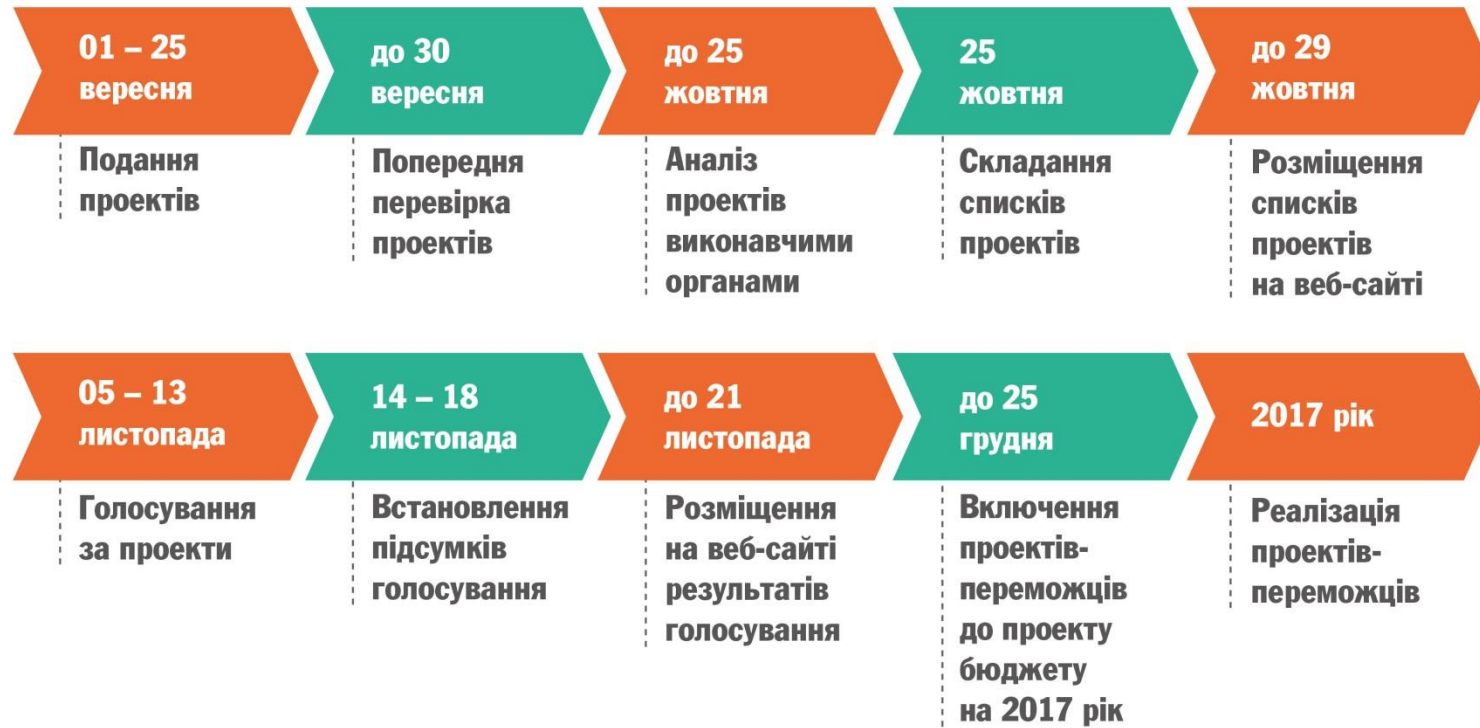 01 – 25
вересня
Подання
проектів
до 30
вересня
Попередня
перевірка
проектів
до 25
жовтня
Аналіз
проектів
виконавчими
органами
25
жовтня
Складання
списків
проектів
до 29
жовтня
Розміщення
списків
проектів
на веб-сайті
05 – 13
листопада
Голосування
за проекти
14 – 18
листопада
Встановлення
підсумків
голосування
до 21
листопада
Розміщення
на веб-сайті
результатів
голосування
до 25
грудня
Включення
проектів-
переможців
до проекту
бюджету
на 2017 рік
2017 рік
Реалізація
проектів-
переможців